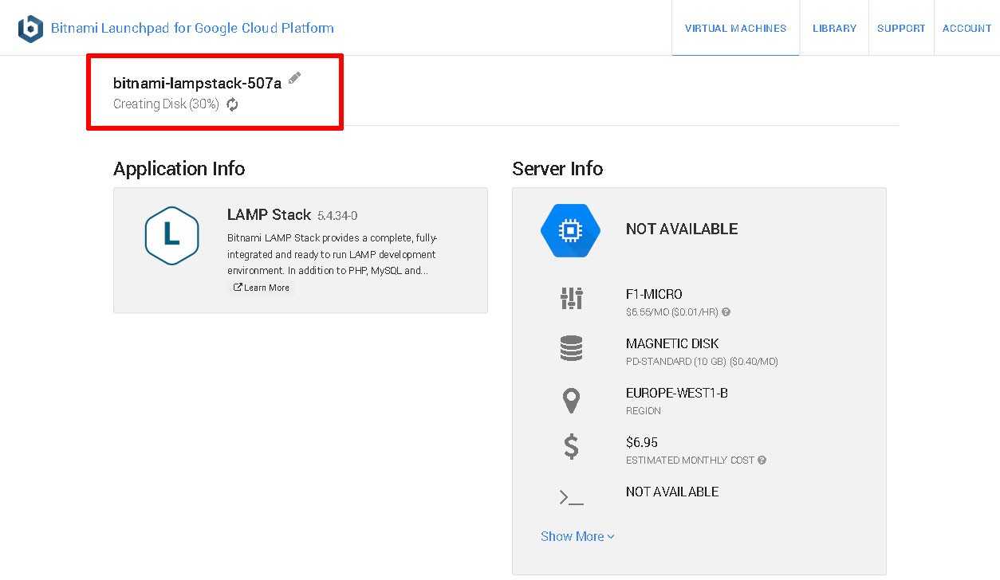 Bitnami Launchpad for Google Cloud Platform
VIRTUAL MACHINES
LIBRARY
SUPPORT
ACCOUNT
bitnami-lampstack-507a
Creating Disk (30%)
Application Info
L
LAMP Stack 5.4.34-0
Bitnami LAMP Stack provides a complete, fully-
integrated and ready to run LAMP development
environment. In addition to PHP, MySQL and...
Learn More
Server Info
NOT AVAILABLE
F1-MICRO
$6.55/MO ($0.01/HR)
MAGNETIC DISK
PD-STANDARD (10 GB) ($0.40/MO)
EUROPE-WEST1-B
REGION
$6.95
ESTIMATED MONTHLY COST
NOT AVAILABLE
Show More